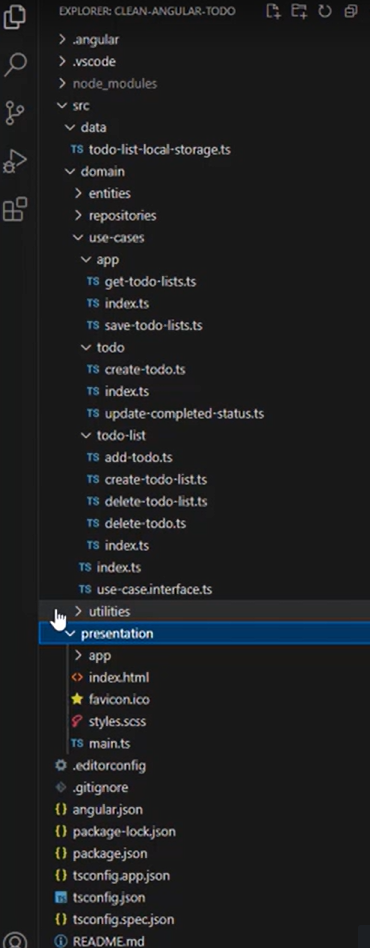 EXPLORER: CLEAN-ANGULAR-TODO
.angular
.vscode
node_modules
src
data
TS todo-list-local-storage.ts
domain
entities
repositories
use-cases
app
TS get-todo-lists.ts
TS index.ts
TS save-todo-lists.ts
todo
TS create-todo.ts
TS index.ts
TS update-completed-status.ts
todo-list
TS add-todo.ts
TS create-todo-list.ts
TS delete-todo-list.ts
TS delete-todo.ts
TS index.ts
TS index.ts
TS use-case.interface.ts
utilities
presentation
app
<> index.html
favicon.ico
styles.scss
TS main.ts
.editorconfig
.gitignore
{} angular.json
{} package-lock.json
{} package.json
{} tsconfig.app.json
TS tsconfig.json
{} tsconfig.spec.json
README.md